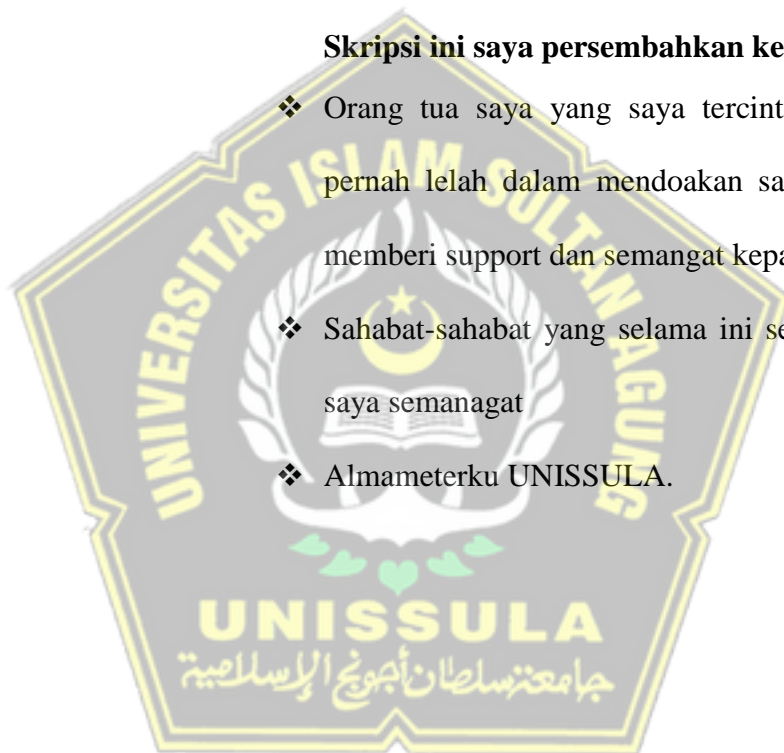 Skripsi ini saya persembahkan ke
❖ Orang tua saya yang saya tercint
pernah lelah dalam mendoakan sa
memberi support dan semangat kepa
❖ Sahabat-sahabat yang selama ini se
saya semanagat
❖ Almameterku UNISSULA.
UNIVERSITAS ISLAM SULTAN AGUNG
UNISSULA
جامعة سلطان أجونج الإسلامية